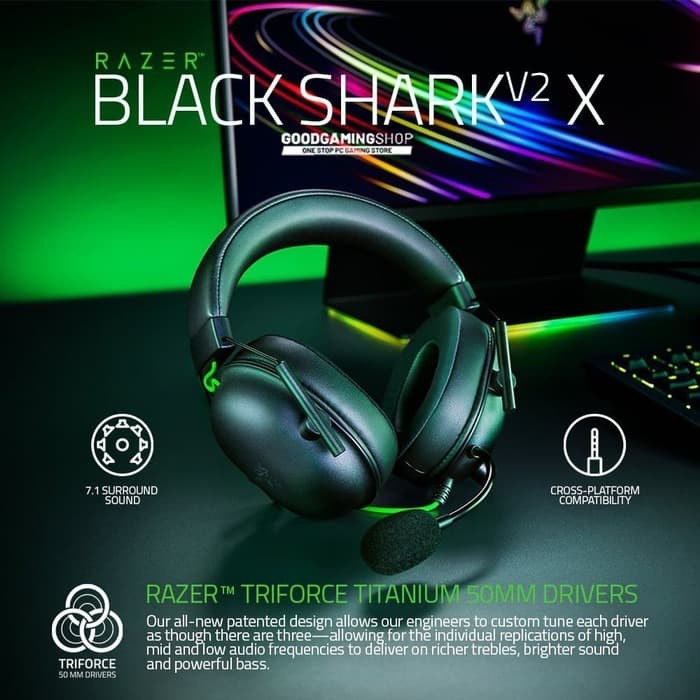 RAZER™
BLACK SHARK V2 X
GOODGAMINGSHOP
ONE STOP PC GAMING STORE
7.1 SURROUND
SOUND
CROSS-PLATFORM
COMPATIBILITY
RAZER™ TRIFORCE TITANIUM 50MM DRIVERS
Our all-new patented design allows our engineers to custom tune each driver
as though there are three—allowing for the individual replications of high,
mid and low audio frequencies to deliver on richer trebles, brighter sound
and powerful bass.
TRIFORCE
50 MM DRIVERS